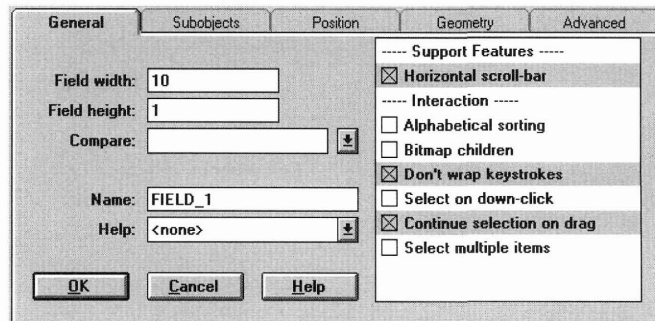 General Subobjects Position Geometry Advanced
Field width: 10
Field height: 1
Compare:
Name: FIELD_1
Help: <none>
OK Cancel Help
----- Support Features -----
Horizontal scroll-bar
----- Interaction -----
Alphabetical sorting
Bitmap children
Don't wrap keystrokes
Select on down-click
Continue selection on drag
Select multiple items